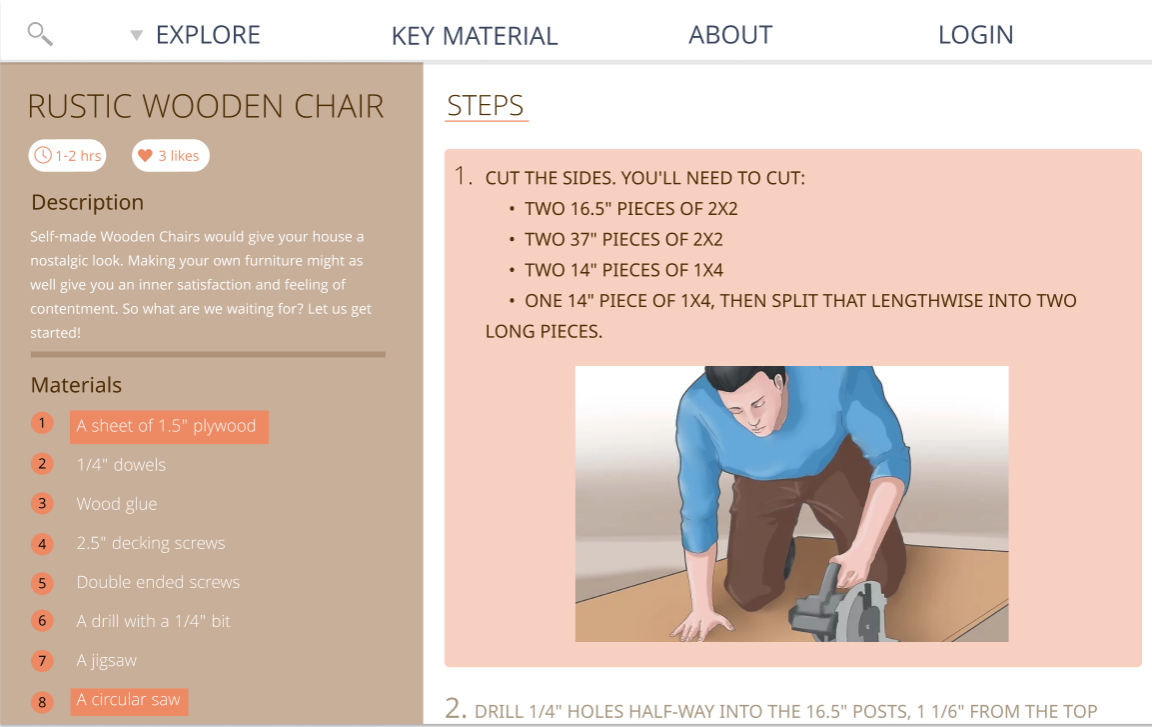 EXPLORE
KEY MATERIAL
ABOUT
LOGIN
RUSTIC WOODEN CHAIR
1-2 hrs
3 likes
Description
Self-made Wooden Chairs would give your house a
nostalgic look. Making your own furniture might as
well give you an inner satisfaction and feeling of
contentment. So what are we waiting for? Let us get
started!
Materials
1 A sheet of 1.5" plywood
2 1/4" dowels
3 Wood glue
4 2.5" decking screws
5 Double ended screws
6 A drill with a 1/4" bit
7 A jigsaw
8 A circular saw
STEPS
1. CUT THE SIDES. YOU'LL NEED TO CUT:
• TWO 16.5" PIECES OF 2X2
• TWO 37" PIECES OF 2X2
• TWO 14" PIECES OF 1X4
• ONE 14" PIECE OF 1X4, THEN SPLIT THAT LENGTHWISE INTO TWO
LONG PIECES.
2. DRILL 1/4" HOLES HALF-WAY INTO THE 16.5" POSTS, 1 1/6" FROM THE TOP